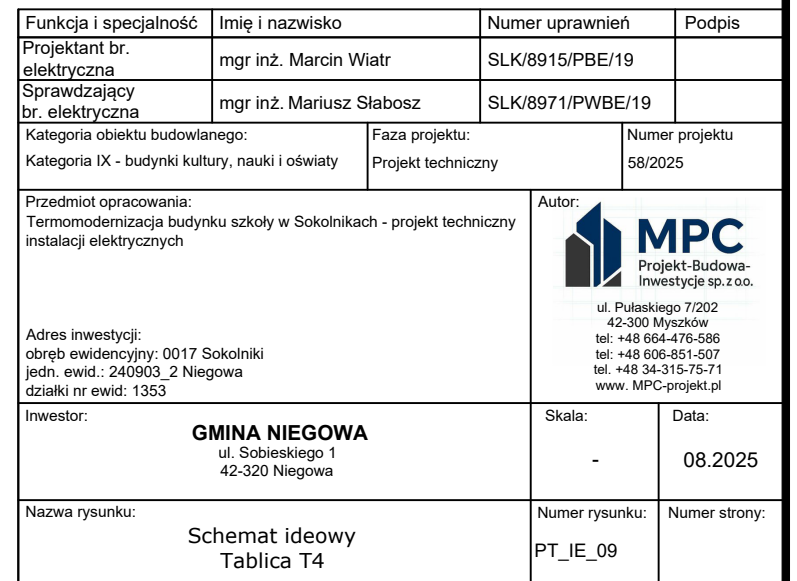 Funkcja i specjalność Imię i nazwisko Numer uprawnień Podpis
Projektant br.
elektryczna
mgr inż. Marcin Wiatr SLK/8915/PBE/19
Sprawdzający
br. elektryczna
mgr inż. Mariusz Słabosz SLK/8971/PWBE/19
Kategoria obiektu budowlanego: Faza projektu: Numer projektu
Kategoria IX - budynki kultury, nauki i oświaty Projekt techniczny 58/2025
Przedmiot opracowania:
Termomodernizacja budynku szkoły w Sokolnikach - projekt techniczny
instalacji elektrycznych
Adres inwestycji:
obręb ewidencyjny: 0017 Sokolniki
jedn. ewid.: 240903_2 Niegowa
działki nr ewid: 1353
Autor:
MPC
Projekt-Budowa-
Inwestycje sp. z o.o.
ul. Pułaskiego 7/202
42-300 Myszków
tel: +48 664-476-586
tel: +48 606-851-507
tel. +48 34-315-75-71
www. MPC-projekt.pl
Inwestor:
GMINA NIEGOWA
ul. Sobieskiego 1
42-320 Niegowa
Skala:
-
Data:
08.2025
Nazwa rysunku:
Schemat ideowy
Tablica T4
Numer rysunku:
PT_IE_09
Numer strony: